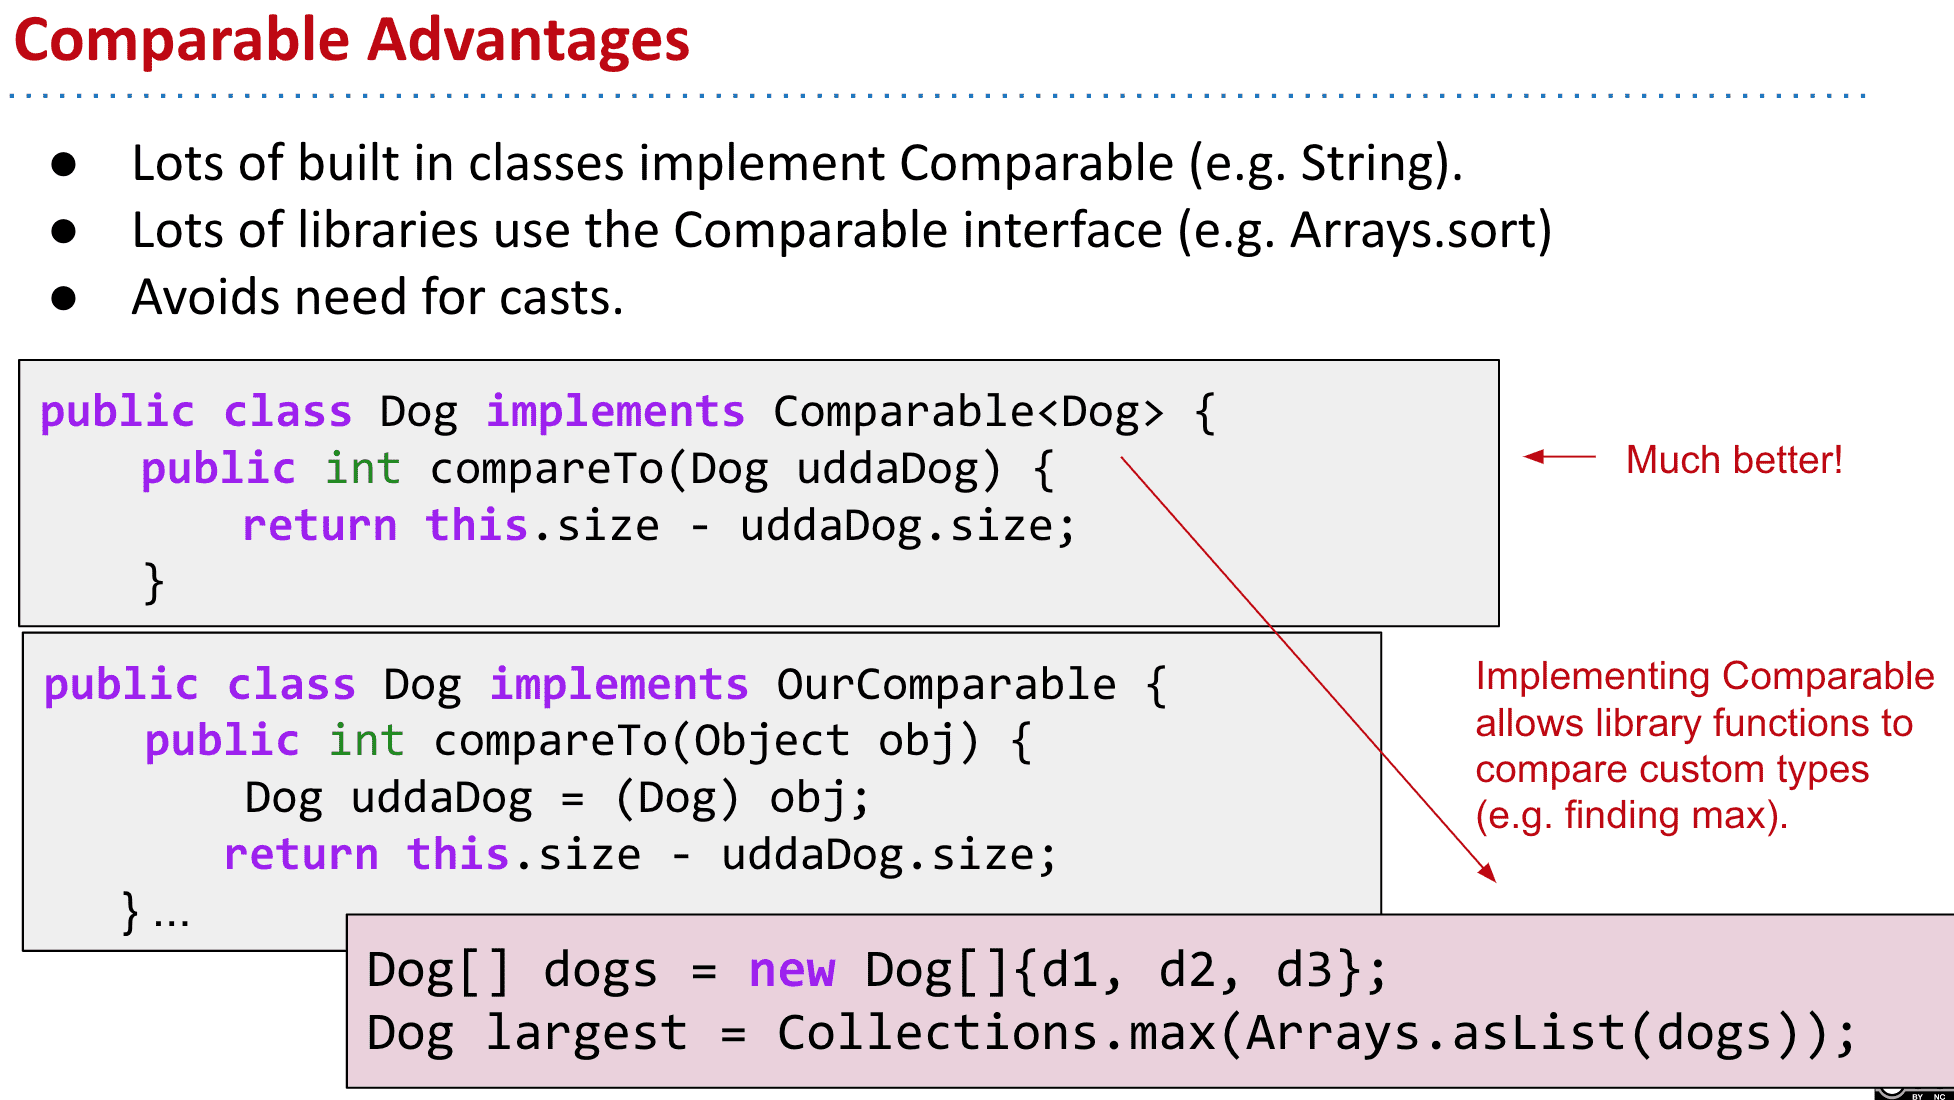 Comparable Advantages
● Lots of built in classes implement Comparable (e.g. String).
● Lots of libraries use the Comparable interface (e.g. Arrays.sort)
● Avoids need for casts.
public class Dog implements Comparable<Dog> {
    public int compareTo(Dog uddaDog) {
        return this.size - uddaDog.size;
    }
Much better!
public class Dog implements OurComparable {
    public int compareTo(Object obj) {
        Dog uddaDog = (Dog) obj;
       return this.size - uddaDog.size;
   } ...
Implementing Comparable
allows library functions to
compare custom types
(e.g. finding max).
Dog[] dogs = new Dog[]{d1, d2, d3};
Dog largest = Collections.max(Arrays.asList(dogs));
BY NC